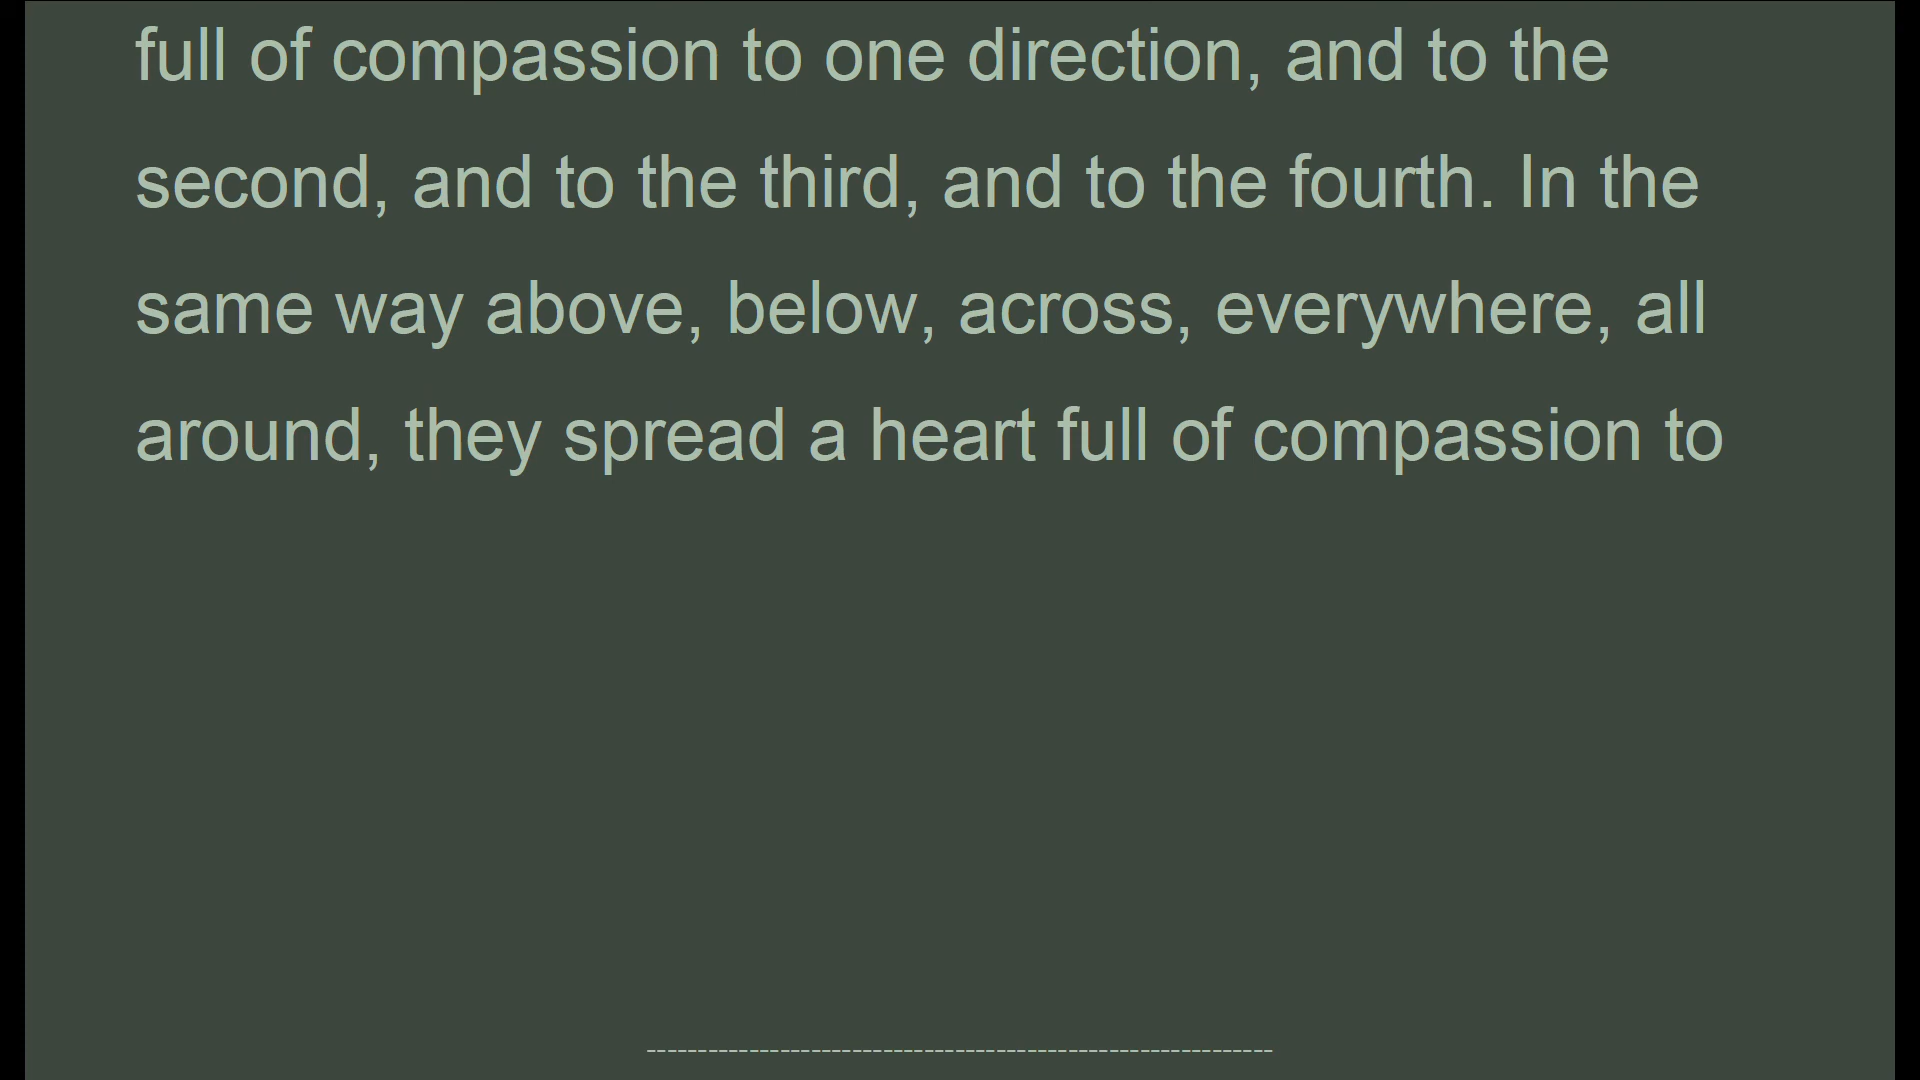 full of compassion to one direction, and to the
second, and to the third, and to the fourth. In the
same way above, below, across, everywhere, all
around, they spread a heart full of compassion to
-------------------------------------------------------------